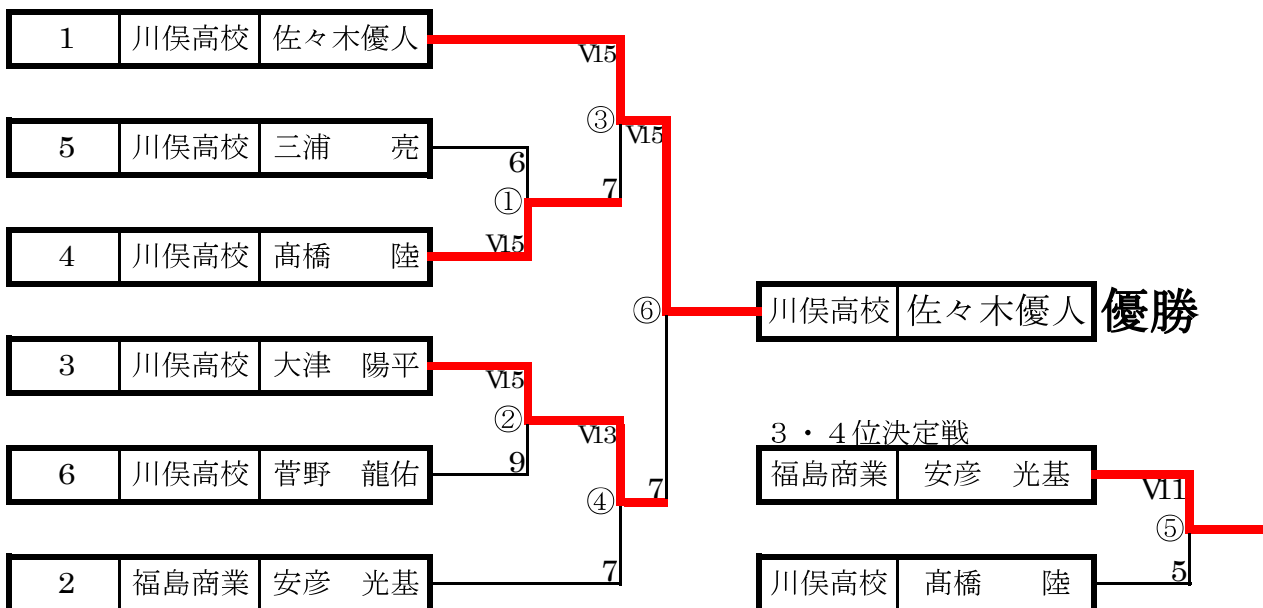 1 川俣高校 佐々木優人
V15
5 川俣高校 三浦　亮
③ V15
6
① 7
4 川俣高校 髙橋　陸
V15
⑥ 川俣高校 佐々木優人 優勝
3 川俣高校 大津　陽平
V15
② V13
9
6 川俣高校 菅野　龍佑
④ 7
2 福島商業 安彦　光基
7
３・４位決定戦
福島商業 安彦　光基
V11
⑤
川俣高校 髙橋　陸
5